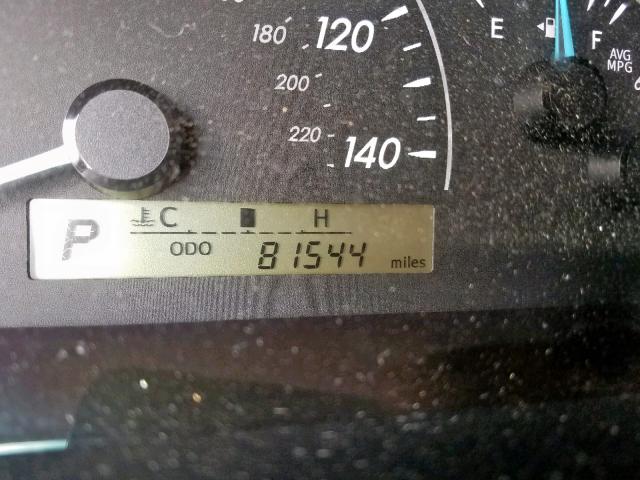 180 120
200
220 140
E F
AVG
MPG
P C H
ODO 81544 miles